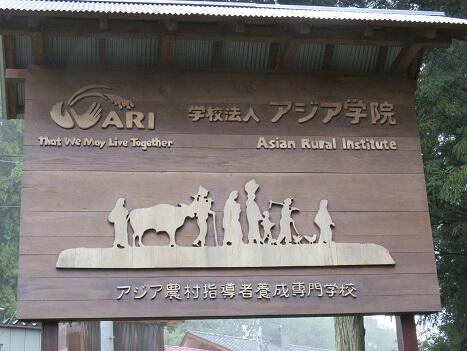 ARI
学校法人 アジア学院
That We May Live Together
Asian Rural Institute
アジア農村指導者養成専門学校